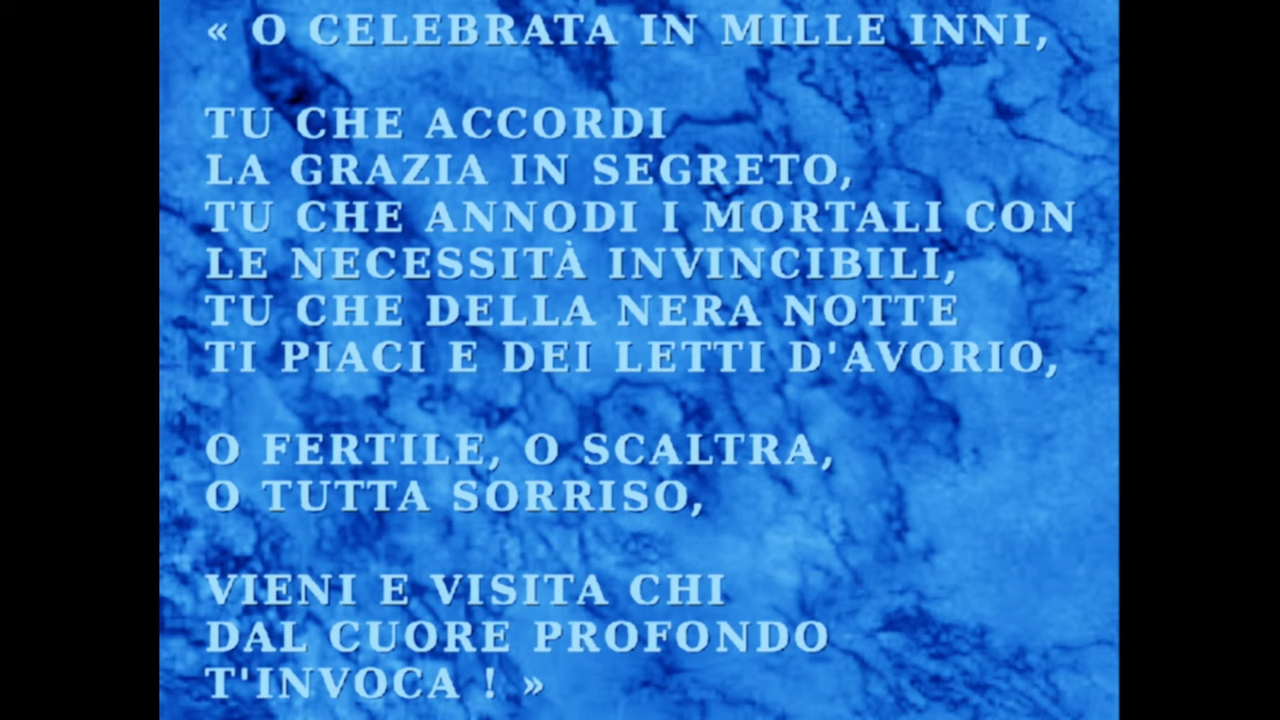 « O CELEBRATA IN MILLE INNI,
TU CHE ACCORDI
LA GRAZIA IN SEGRETO,
TU CHE ANNODI I MORTALI CON
LE NECESSITÀ INVINCIBILI,
TU CHE DELLA NERA NOTTE
TI PIACI E DEI LETTI D'AVORIO,
O FERTILE, O SCALTRA,
O TUTTA SORRISO,
VIENI E VISITA CHI
DAL CUORE PROFONDO
T'INVOCA ! »